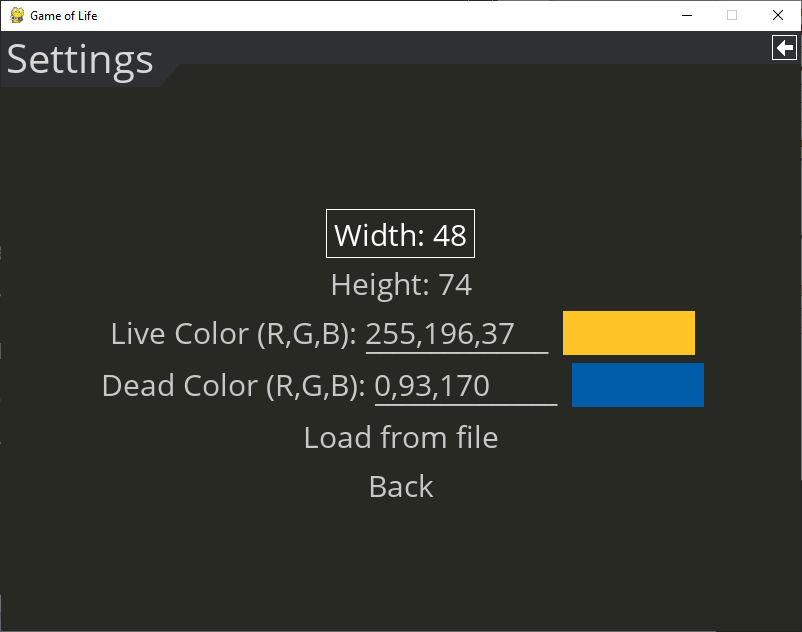 Game of Life
Settings
Width: 48
Height: 74
Live Color (R,G,B): 255,196,37
Dead Color (R,G,B): 0,93,170
Load from file
Back